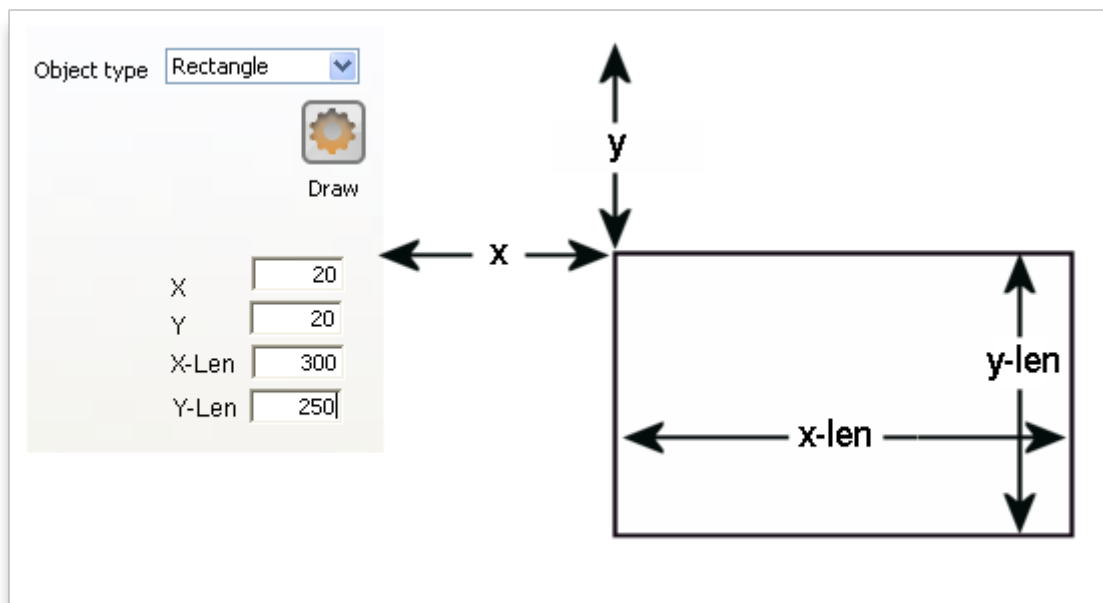 Object type Rectangle
Draw
X 20
Y 20
X-Len 300
Y-Len 250
y
x
y-len
x-len